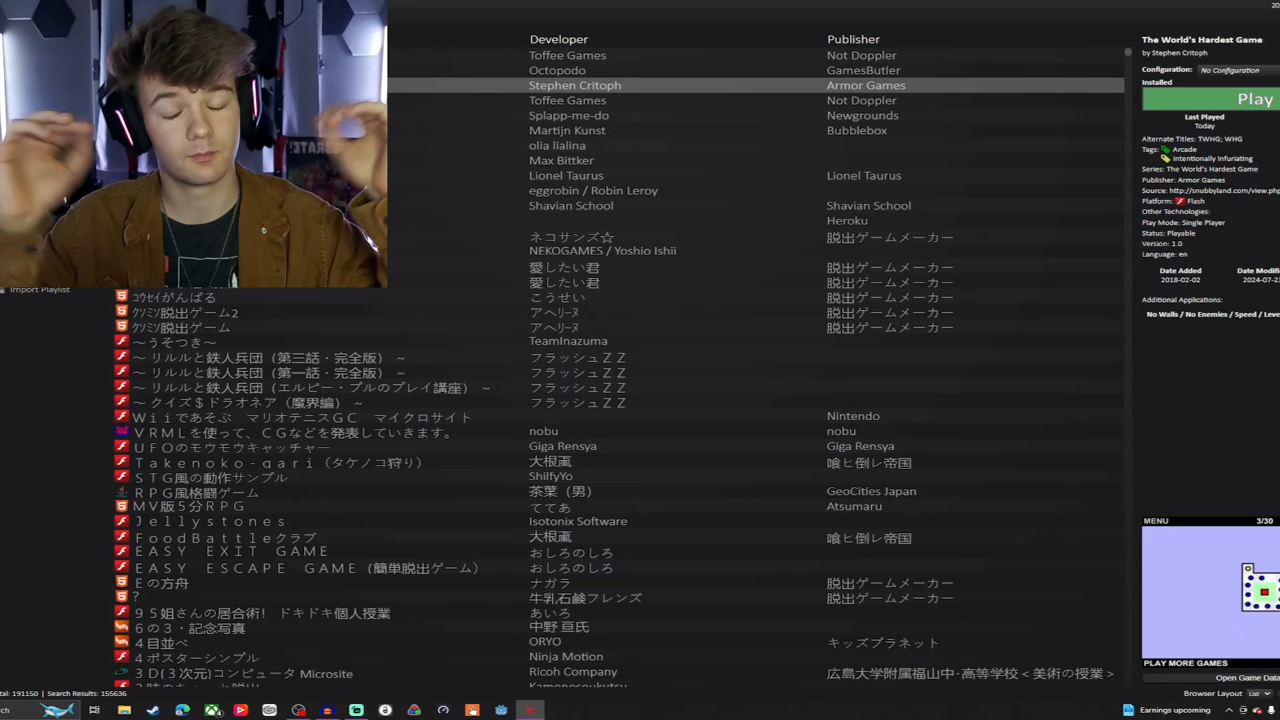 Developer Publisher
Toffee Games Not Doppler
Octopodo GamesButler
Stephen Critoph Armor Games
Toffee Games Not Doppler
Splapp-me-do Newgrounds
Martijn Kunst Bubblebox
olia lialina
Max Bittker
Lionel Taurus Lionel Taurus
eggrobin / Robin Leroy
Shavian School Shavian School
Heroku
ネコサンズ☆ 脱出ゲームメーカー
NEKOGAMES / Yoshio Ishii
愛したい君 脱出ゲームメーカー
愛したい君 脱出ゲームメーカー
Import Playlist
ｺｳｾｲがんばる こうせい 脱出ゲームメーカー
ｸｿﾐｿ脱出ゲーム2 アヘリｰヌ 脱出ゲームメーカー
ｸｿﾐｿ脱出ゲーム アヘリｰヌ 脱出ゲームメーカー
～うそつき～ TeamInazuma
～ リルルと鉄人兵団（第三話・完全版） ～ フラッシュＺＺ
～ リルルと鉄人兵団（第一話・完全版） ～ フラッシュＺＺ
～ リルルと鉄人兵団（エルピー・プルのプレイ講座） ～ フラッシュＺＺ
～ クイズ＄ドラオネア（魔界編） ～ フラッシュＺＺ
Ｗｉｉであそぶ　マリオテニスＧＣ　マイクロサイト Nintendo
ＶＲＭＬを使って、ＣＧなどを発表していきます。 nobu nobu
ＵＦＯのモウモウキャッチャー Giga Rensya Giga Rensya
Ｔａｋｅｎｏｋｏ-ｇａｒｉ（タケノコ狩り） 喰ヒ倒レ帝国
ＳＴＧ風の動作サンプル ShilfyYo
ＲＰＧ風格闘ゲーム 茶葉（男） GeoCities Japan
ＭＶ版５分ＲＰＧ ててあ Atsumaru
Ｊｅｌｌｙｓｔｏｎｅｓ Isotonix Software
ＦｏｏｄＢａｔｔｌｅクラブ 喰ヒ倒レ帝国
ＥＡＳＹ　ＥＸＩＴ　ＧＡＭＥ おしろのしろ
ＥＡＳＹ　ＥＳＣＡＰＥ　ＧＡＭＥ（簡単脱出ゲーム） おしろのしろ
Ｅの方舟 ナガラ 脱出ゲームメーカー
？ 牛乳石鹸フレンズ 脱出ゲームメーカー
９５姐さんの居合術！ ドキドキ個人授業 あいろ
６の３・記念写真 中野 亘氏
４目並べ ORYO キッズプラネット
４ポスターシンプル Ninja Motion
３Ｄ(３次元)コンピュータ Microsite Ricoh Company 広島大学附属福山中･高等学校＜美術の授業＞
The World's Hardest Game
by Stephen Critoph
Configuration: No Configuration
Installed
Play
Last Played
Today
Alternate Titles: TWHG; WHG
Tags: Arcade
Intentionally Infuriating
Series: The World's Hardest Game
Publisher: Armor Games
Source: http://snubbyland.com/view.php
Platform: Flash
Other Technologies:
Play Mode: Single Player
Status: Playable
Version: 1.0
Language: en
Date Added Date Modifi
2018-02-02 2024-07-2
Additional Applications:
No Walls / No Enemies / Speed / Leve
MENU 3/30
PLAY MORE GAMES
Open Game Data
Browser Layout List
tal: 191150 | Search Results: 155636
rch
Earnings upcoming